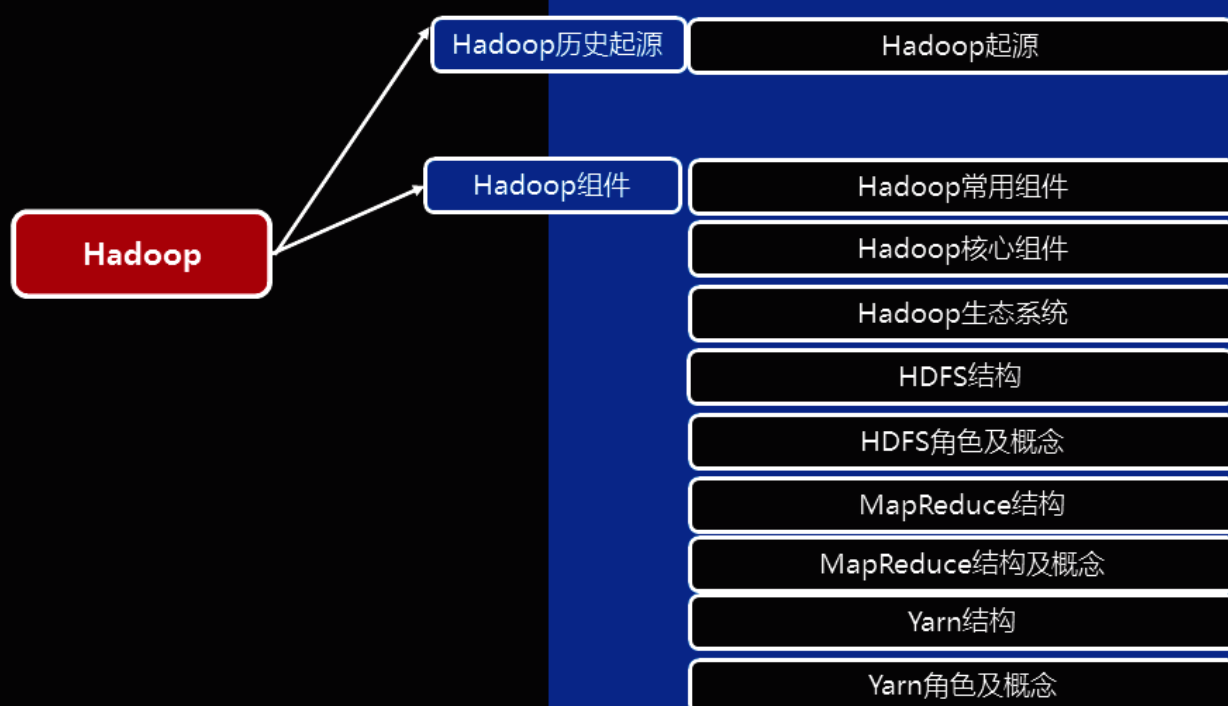 Hadoop历史起源
Hadoop起源
Hadoop
Hadoop组件
Hadoop常用组件
Hadoop核心组件
Hadoop生态系统
HDFS结构
HDFS角色及概念
MapReduce结构
MapReduce结构及概念
Yarn结构
Yarn角色及概念